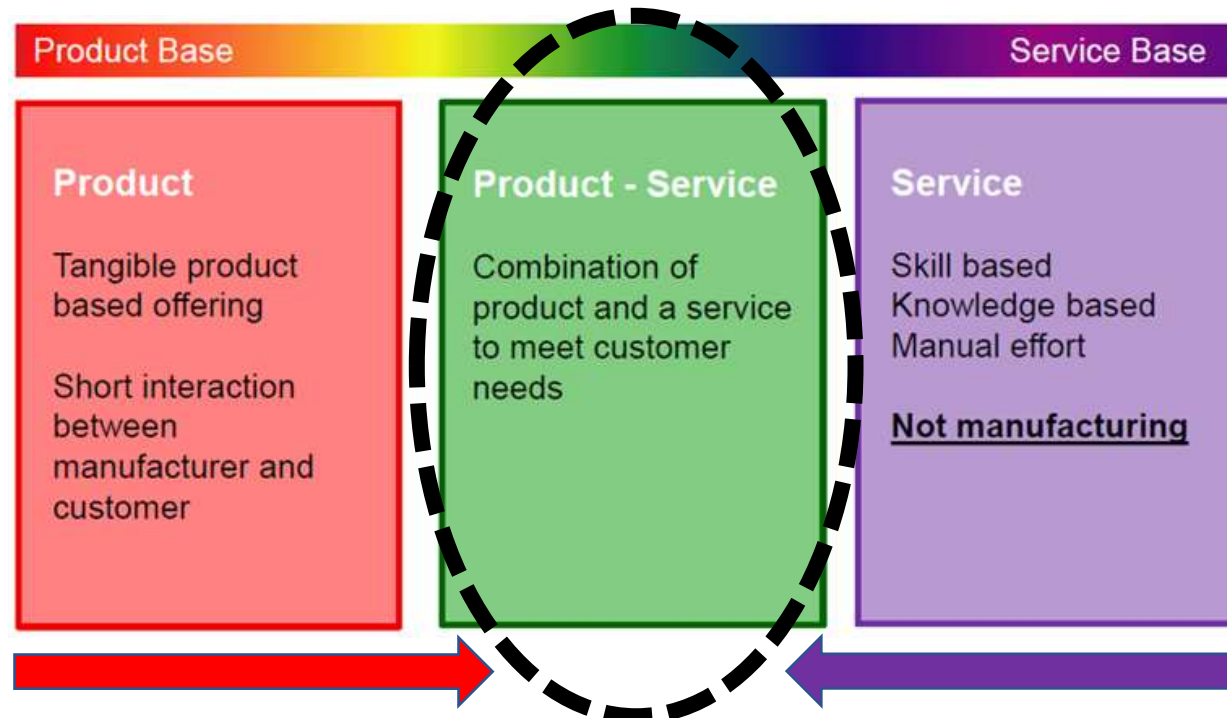 Product Base
Service Base
Product
Tangible product
based offering
Short interaction
between
manufacturer and
customer
Product - Service
Combination of
product and a service
to meet customer
needs
Service
Skill based
Knowledge based
Manual effort
Not manufacturing